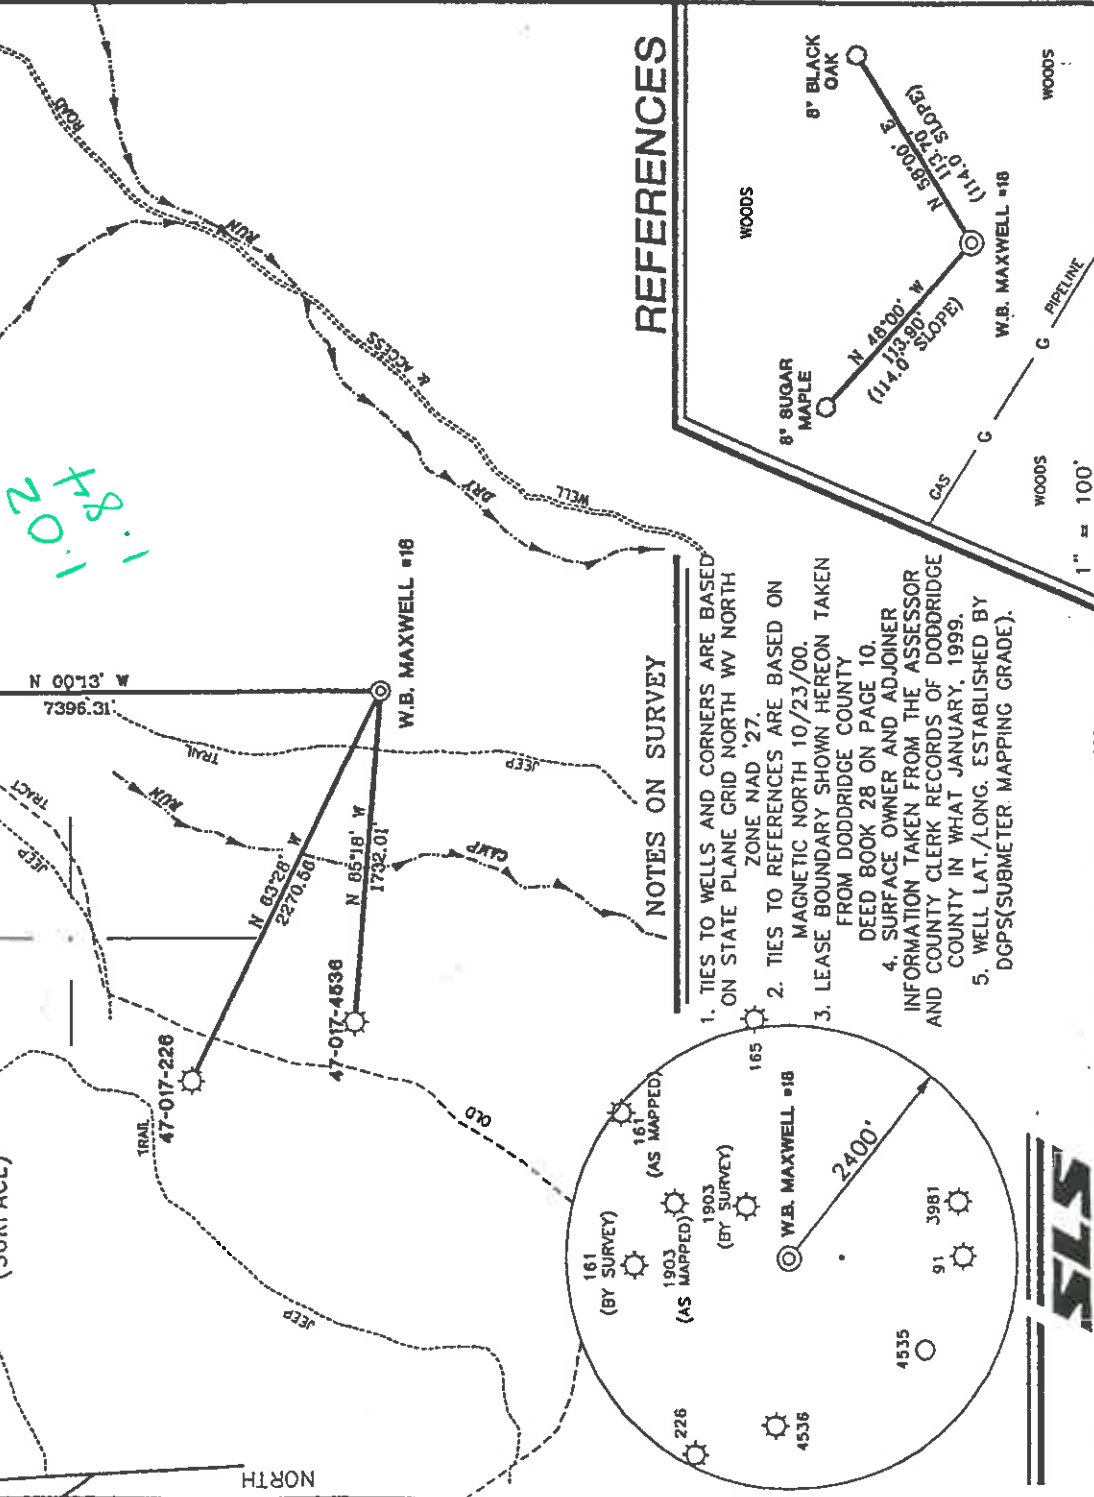 ROAD
RUN
& ACCESS
DRY
WELL
1.02
.84
N 00°13' W
7396.31'
W.B. MAXWELL #18
TRAIL
JEEP
TRACT
JEEP
RUN
CAMP
N 63°28' W
2270.56'
N 85°18' W
1732.01'
47-017-226
47-017-4536
TRAIL
OLD
JEEP
NORTH
REFERENCES
8" BLACK
OAK
N 58°00' E
113.70'
(114.0' SLOPE)
WOODS
WOODS
8" SUGAR
MAPLE
N 48°00' W
113.90'
(114.0' SLOPE)
W.B. MAXWELL #18
GAS
G
G
PIPELINE
WOODS
1" = 100'
NOTES ON SURVEY
1. TIES TO WELLS AND CORNERS ARE BASED
ON STATE PLANE GRID NORTH WV NORTH
ZONE NAD '27.
2. TIES TO REFERENCES ARE BASED ON
MAGNETIC NORTH 10/23/00.
3. LEASE BOUNDARY SHOWN HEREON TAKEN
FROM DODDRIDGE COUNTY
DEED BOOK 28 ON PAGE 10.
4. SURFACE OWNER AND ADJOINER
INFORMATION TAKEN FROM THE ASSESSOR
AND COUNTY CLERK RECORDS OF DODDRIDGE
COUNTY IN WHAT JANUARY, 1999.
5. WELL LAT./LONG. ESTABLISHED BY
DGPS(SUBMETER MAPPING GRADE).
165
161
(AS MAPPED)
161
(BY SURVEY)
1903
(AS MAPPED)
1903
(BY SURVEY)
W.B. MAXWELL #18
2400'
226
4536
4535
91
3981
SLS